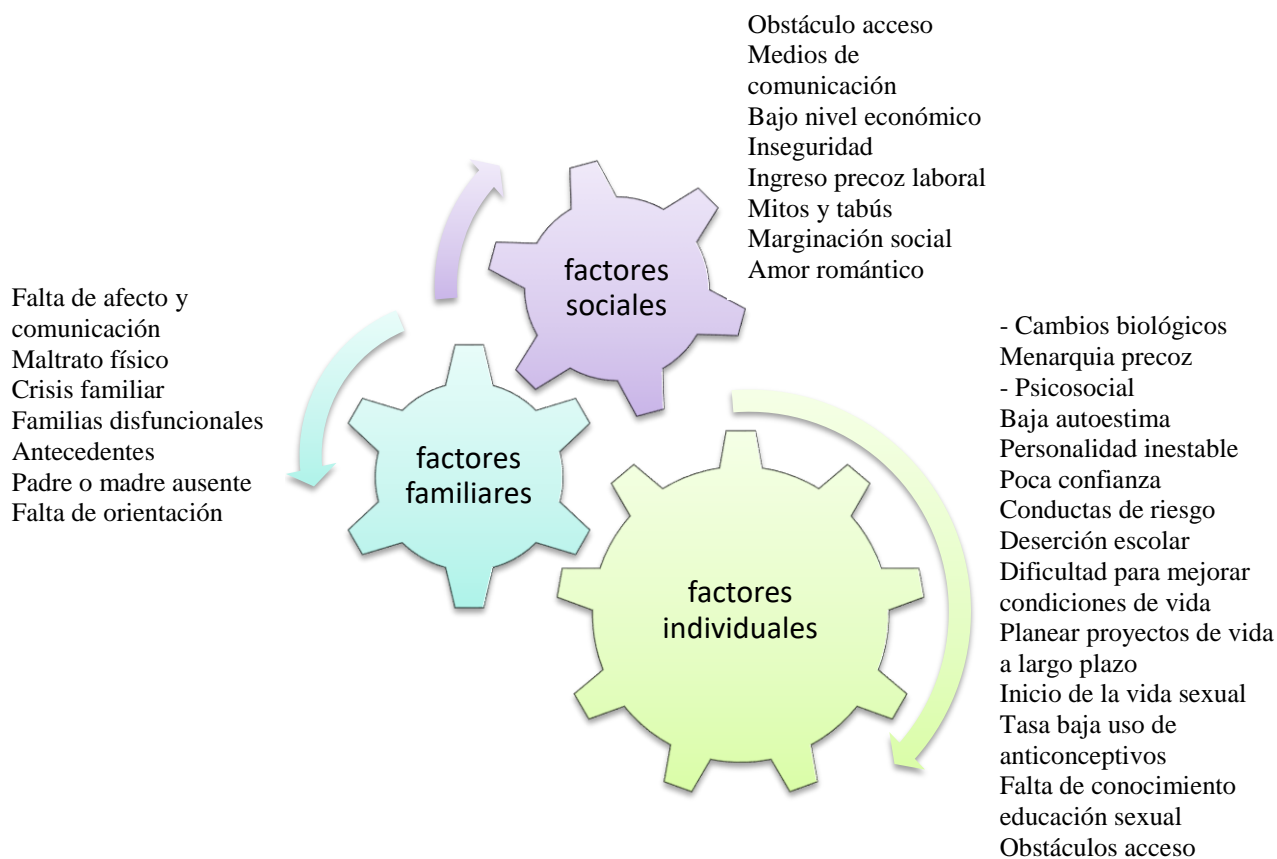 Obstáculo acceso
Medios de
comunicación
Bajo nivel económico
Inseguridad
Ingreso precoz laboral
Mitos y tabús
Marginación social
Amor romántico
factores
sociales
Falta de afecto y
comunicación
Maltrato físico
Crisis familiar
Familias disfuncionales
Antecedentes
Padre o madre ausente
Falta de orientación
factores
familiares
factores
individuales
- Cambios biológicos
Menarquia precoz
- Psicosocial
Baja autoestima
Personalidad inestable
Poca confianza
Conductas de riesgo
Deserción escolar
Dificultad para mejorar
condiciones de vida
Planear proyectos de vida
a largo plazo
Inicio de la vida sexual
Tasa baja uso de
anticonceptivos
Falta de conocimiento
educación sexual
Obstáculos acceso